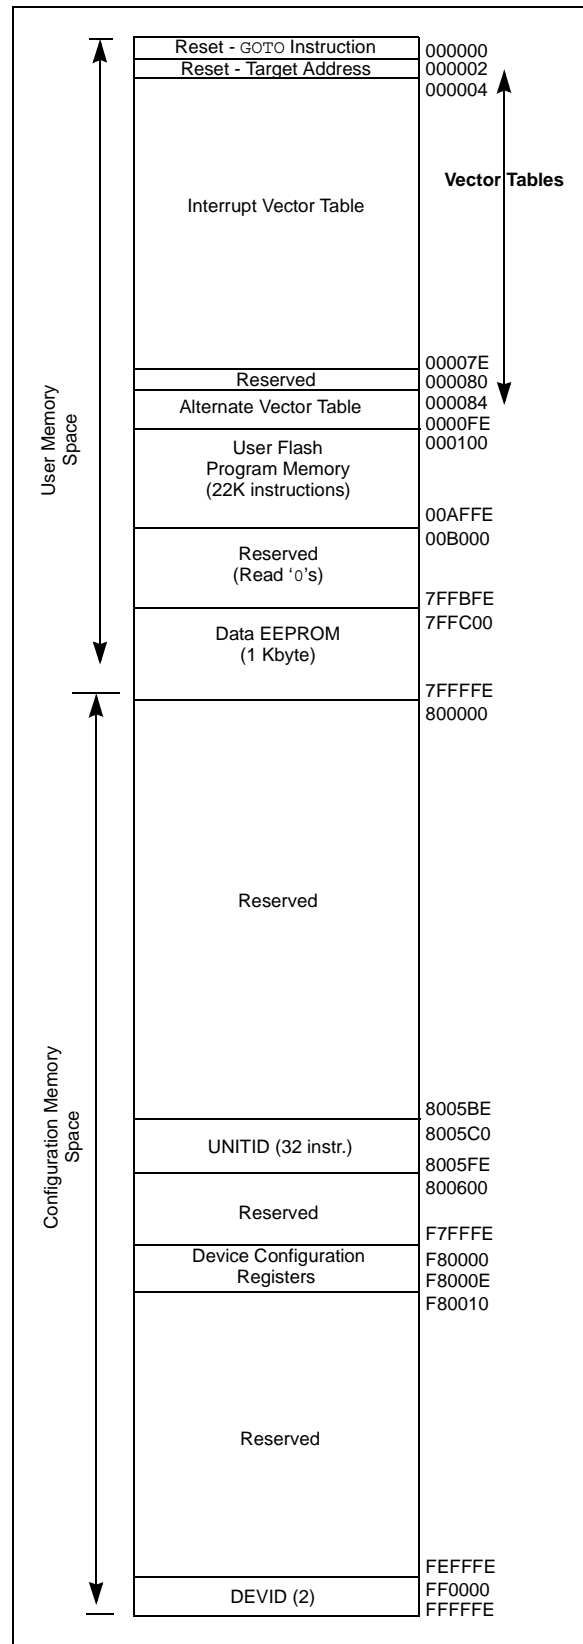 Reset - GOTO Instruction
000000
Reset - Target Address
000002
000004
Vector Tables
Interrupt Vector Table
00007E
Reserved
000080
Alternate Vector Table
000084
0000FE
User Flash
000100
Program Memory
(22K instructions)
User Memory
Space
00AFFE
00B000
Reserved
(Read ‘0’s)
7FFBFE
7FFC00
Data EEPROM
(1 Kbyte)
7FFFFE
800000
Reserved
Configuration Memory
Space
8005BE
8005C0
UNITID (32 instr.)
8005FE
800600
Reserved
F7FFFE
Device Configuration
F80000
Registers
F8000E
F80010
Reserved
FEFFFE
FF0000
DEVID (2)
FFFFFE